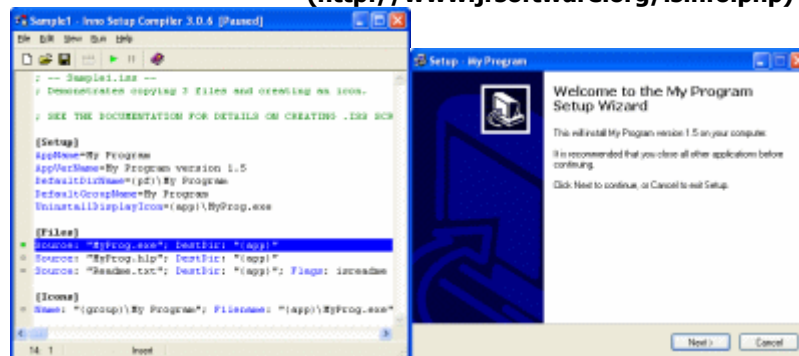 (http://www.jrsoftware.org/isinfo.php)
Sample1 - Inno Setup Compiler 3.0.6 [Paused]
File Edit View Run Help
; -- Sample1.iss --
; Demonstrates copying 3 files and creating an icon.
; SEE THE DOCUMENTATION FOR DETAILS ON CREATING .ISS SCR
[Setup]
AppName=My Program
AppVerName=My Program version 1.5
DefaultDirName={pf}\My Program
DefaultGroupName=My Program
UninstallDisplayIcon={app}\MyProg.exe
[Files]
Source: "MyProg.exe"; DestDir: "{app}"
Source: "MyProg.hlp"; DestDir: "{app}"
Source: "Readme.txt"; DestDir: "{app}"; Flags: isreadme
[Icons]
Name: "{group}\My Program"; Filename: "{app}\MyProg.exe"
14: 1 Insert
Setup - My Program
Welcome to the My Program
Setup Wizard
This will install My Program version 1.5 on your computer.
It is recommended that you close all other applications before
continuing.
Click Next to continue, or Cancel to exit Setup.
Next > Cancel